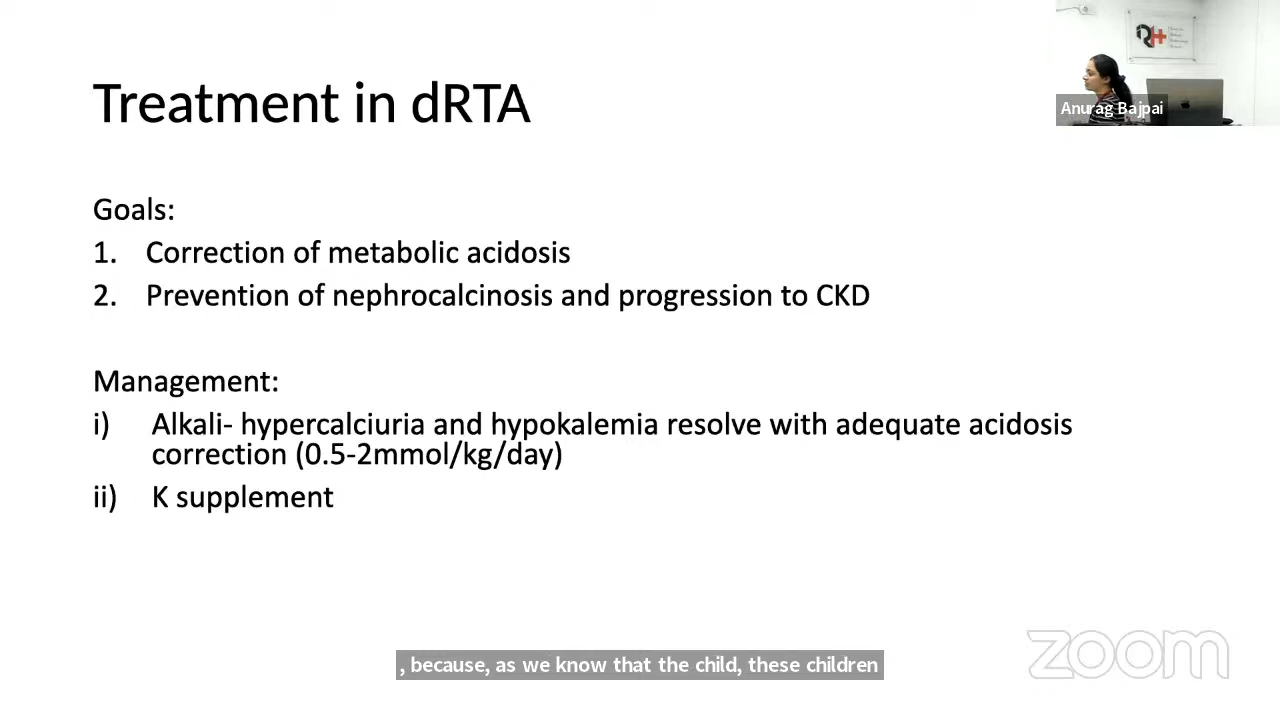 Treatment in dRTA
RH
Anurag Bajpai
Goals:
1. Correction of metabolic acidosis
2. Prevention of nephrocalcinosis and progression to CKD
Management:
i) Alkali- hypercalciuria and hypokalemia resolve with adequate acidosis
correction (0.5-2mmol/kg/day)
ii) K supplement
, because, as we know that the child, these children
zoom